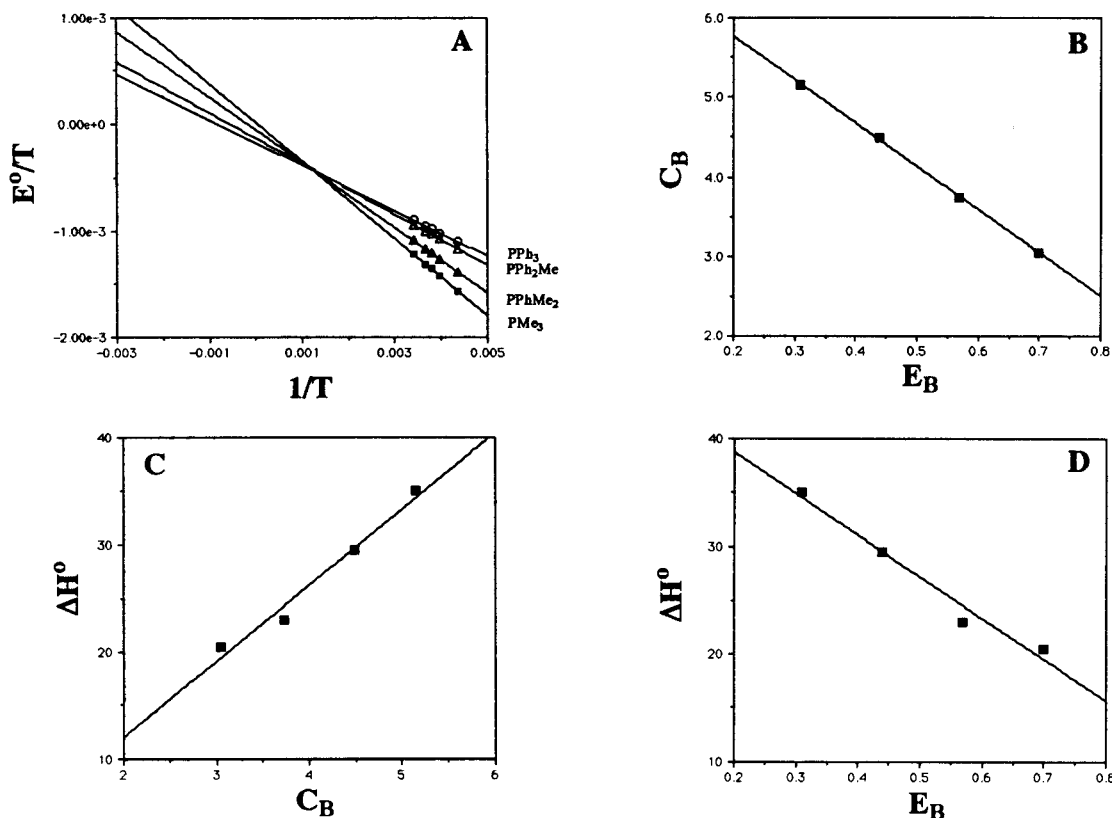 1.00e-3
A
0.00e+0
E°/T
-1.00e-3
PPh₃
PPh₂Me
PPhMe₂
PMe₃
-2.00e-3
-0.003 -0.001 0.001 0.003 0.005
1/T
6.0
B
5.0
C_B
4.0
3.0
2.0
0.2 0.3 0.4 0.5 0.6 0.7 0.8
E_B
40
C
30
ΔH°
20
10
2 3 4 5 6
C_B
40
D
30
ΔH°
20
10
0.2 0.3 0.4 0.5 0.6 0.7 0.8
E_B